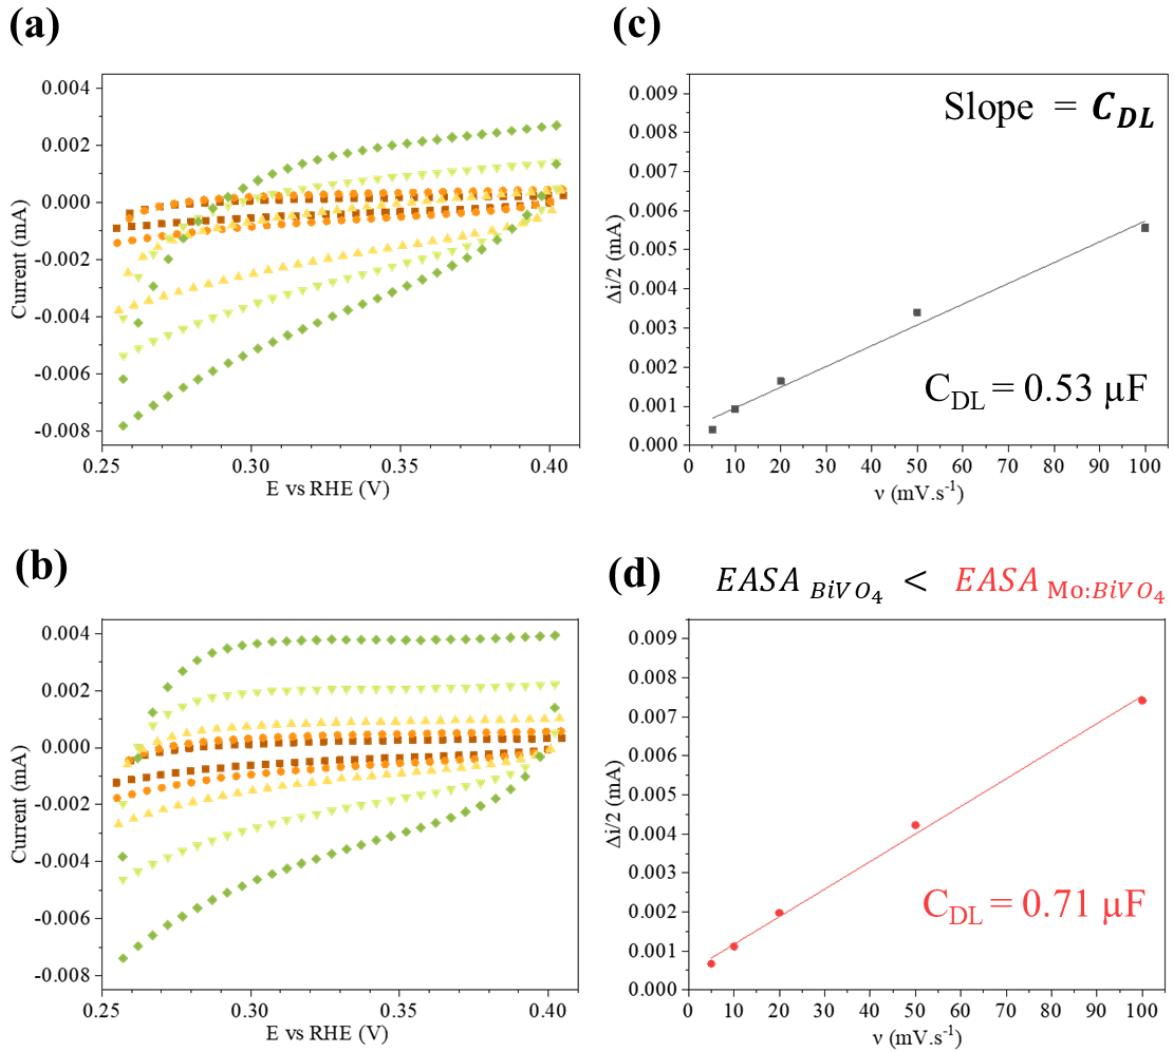 (a)
0.004
0.002
0.000
-0.002
-0.004
-0.006
-0.008
Current (mA)
0.25 0.30 0.35 0.40
E vs RHE (V)
(c)
0.009
0.008
0.007
0.006
0.005
0.004
0.003
0.002
0.001
0.000
Δi/2 (mA)
Slope = C_DL
C_DL = 0.53 μF
0 10 20 30 40 50 60 70 80 90 100
ν (mV.s⁻¹)
(b)
0.004
0.002
0.000
-0.002
-0.004
-0.006
-0.008
Current (mA)
0.25 0.30 0.35 0.40
E vs RHE (V)
(d)
EASA BiVO₄ < EASA Mo:BiVO₄
0.009
0.008
0.007
0.006
0.005
0.004
0.003
0.002
0.001
0.000
Δi/2 (mA)
C_DL = 0.71 μF
0 10 20 30 40 50 60 70 80 90 100
ν (mV.s⁻¹)